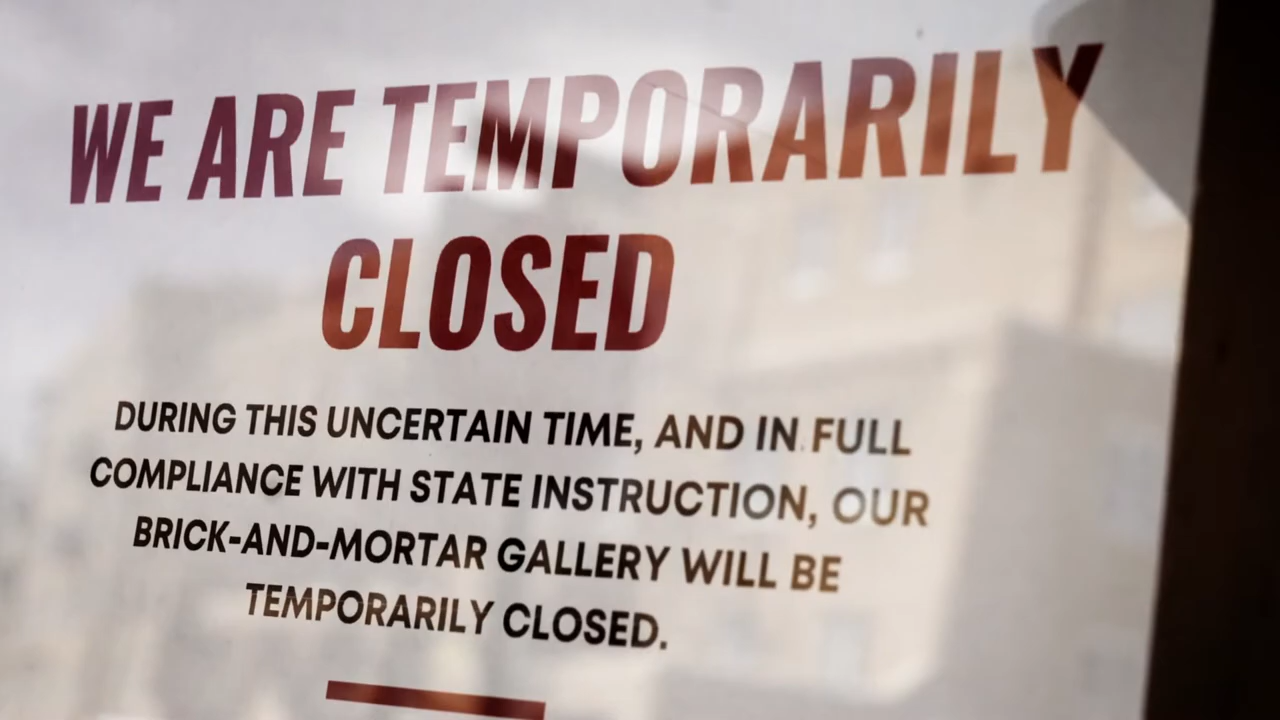 WE ARE TEMPORARILY
CLOSED
DURING THIS UNCERTAIN TIME, AND IN FULL
COMPLIANCE WITH STATE INSTRUCTION, OUR
BRICK-AND-MORTAR GALLERY WILL BE
TEMPORARILY CLOSED.